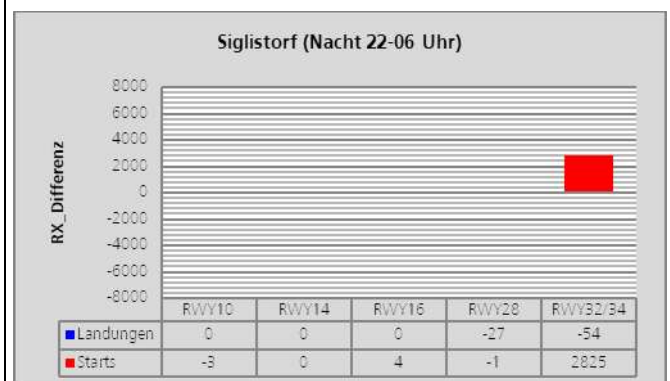 Siglistorf (Nacht 22-06 Uhr)
RX_Differenz
8000
6000
4000
2000
0
-2000
-4000
-6000
-8000
RWY10 RWY14 RWY16 RWY28 RWY32/34
Landungen 0 0 0 -27 -54
Starts -3 0 4 -1 2825